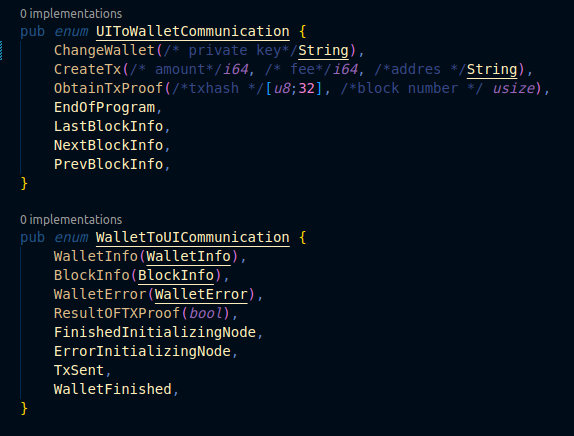 0 implementations
pub enum UIToWalletCommunication {
ChangeWallet(/* private key*/String),
CreateTx(/* amount*/i64, /* fee*/i64, /*addres */String),
ObtainTxProof(/*txhash */[u8;32], /*block number */ usize),
EndOfProgram,
LastBlockInfo,
NextBlockInfo,
PrevBlockInfo,
}
0 implementations
pub enum WalletToUICommunication {
WalletInfo(WalletInfo),
BlockInfo(BlockInfo),
WalletError(WalletError),
ResultOFTXProof(bool),
FinishedInitializingNode,
ErrorInitializingNode,
TxSent,
WalletFinished,
}